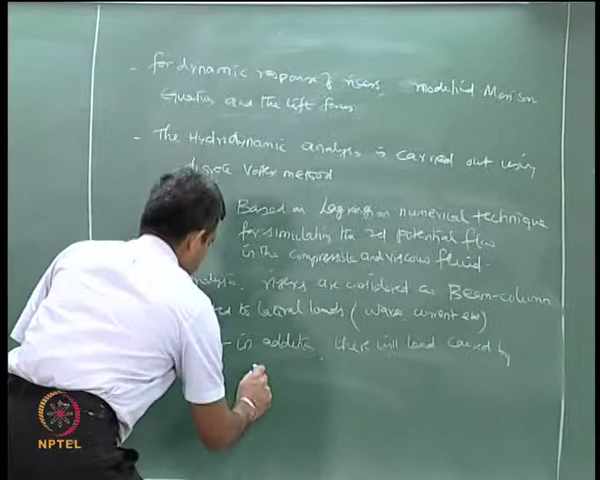 - for dynamic response of risers, modified Morison
Equation and the lift forces
- The Hydrodynamic analysis is carried out using
discrete Vortex method
Based on Lagrangian numerical technique
for simulating the 2d potential flow
in the compressible and viscous fluid.
analysis, risers are considered as Beam-column
to lateral loads (wave, current etc)
- in addition, there will load caused by
NPTEL